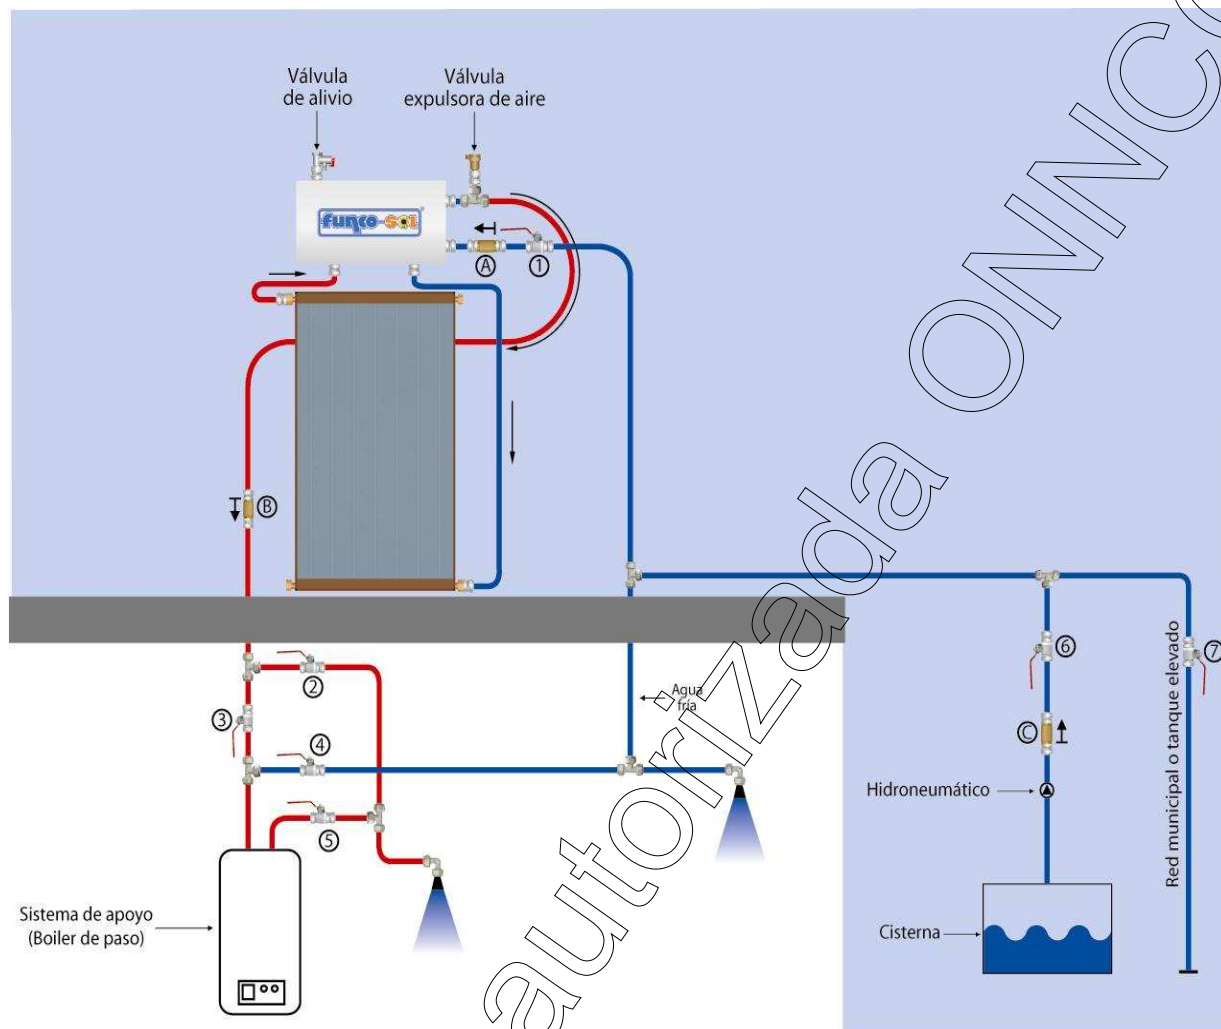 Válvula
de alivio
Válvula
expulsora de aire
funco-sol
A
1
B
2
3
4
5
Agua
fría
6
7
C
Hidroneumático
Red municipal o tanque elevado
Cisterna
Sistema de apoyo
(Boiler de paso)
autorizada ONNC